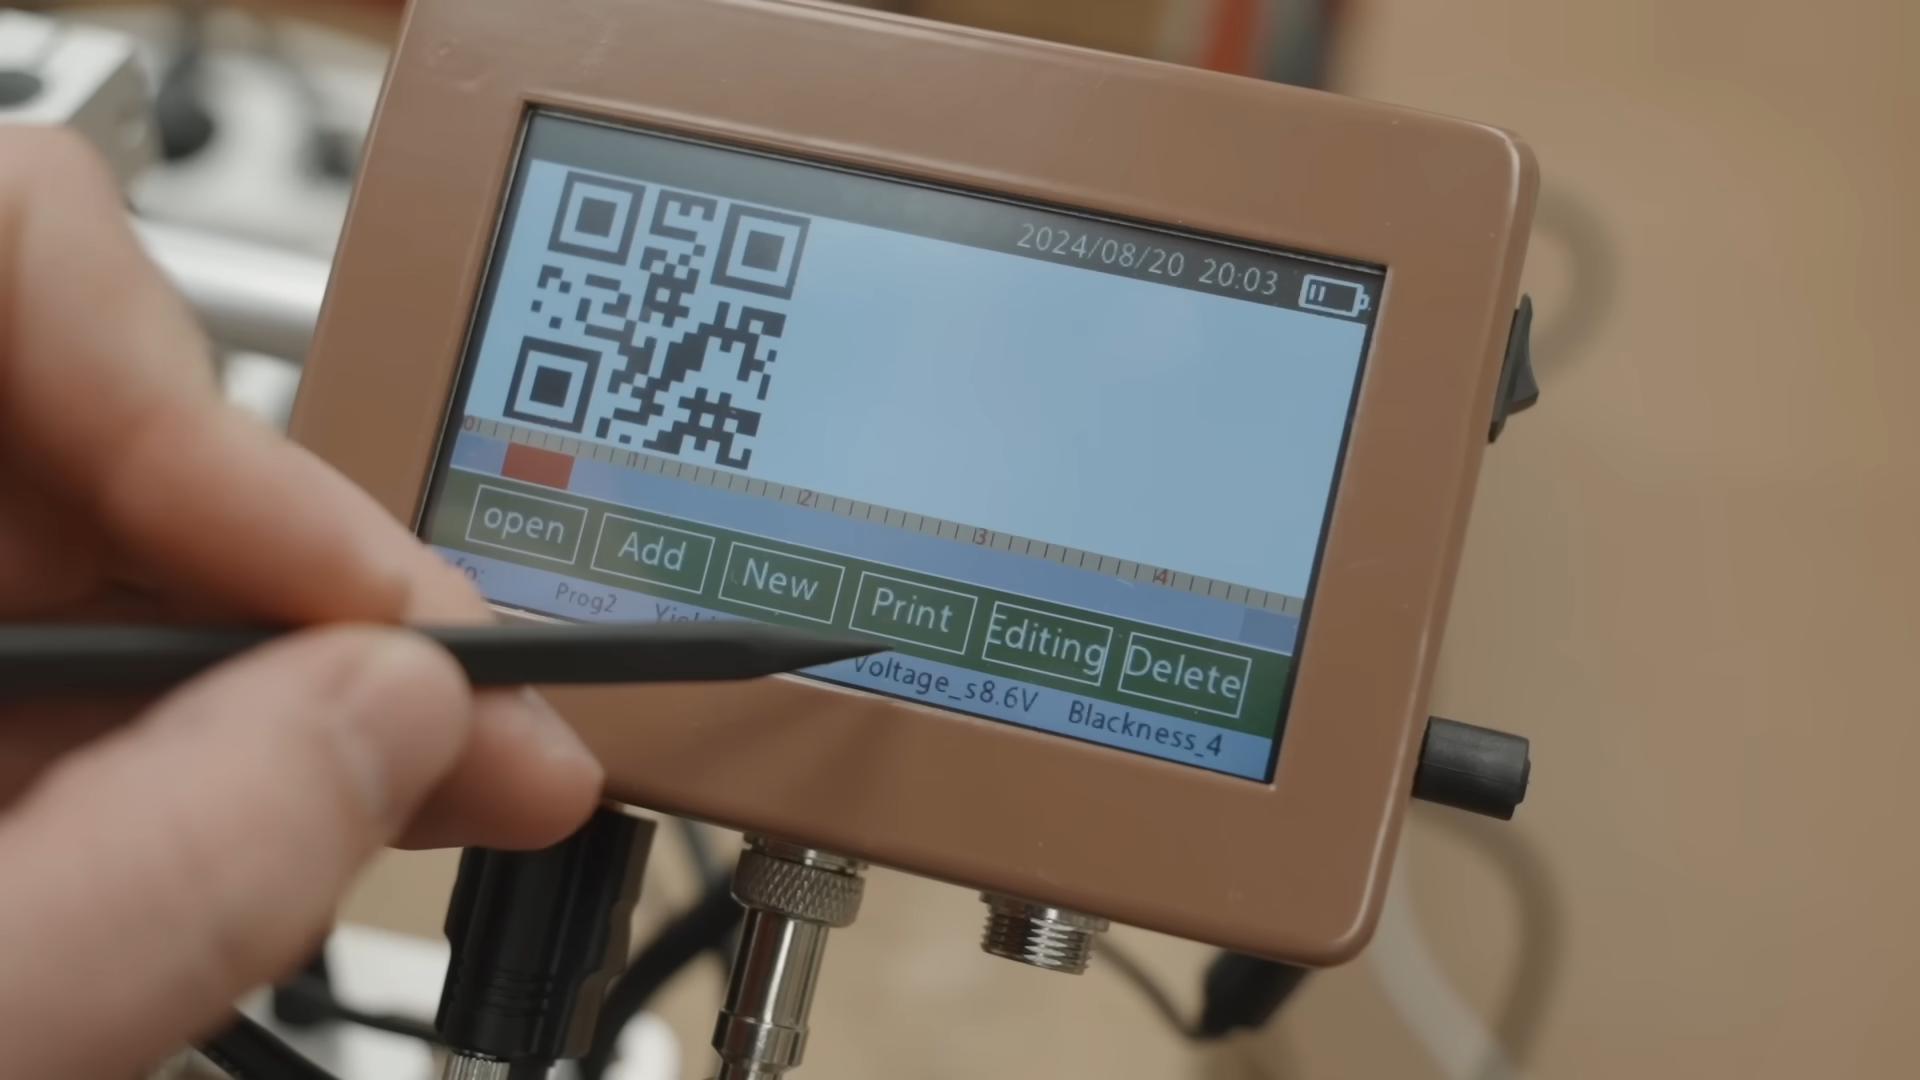 2024/08/20 20:03
0 1 2 3 4
open Add New Print Editing Delete
Prog2 Voltage_s8.6V Blackness_4